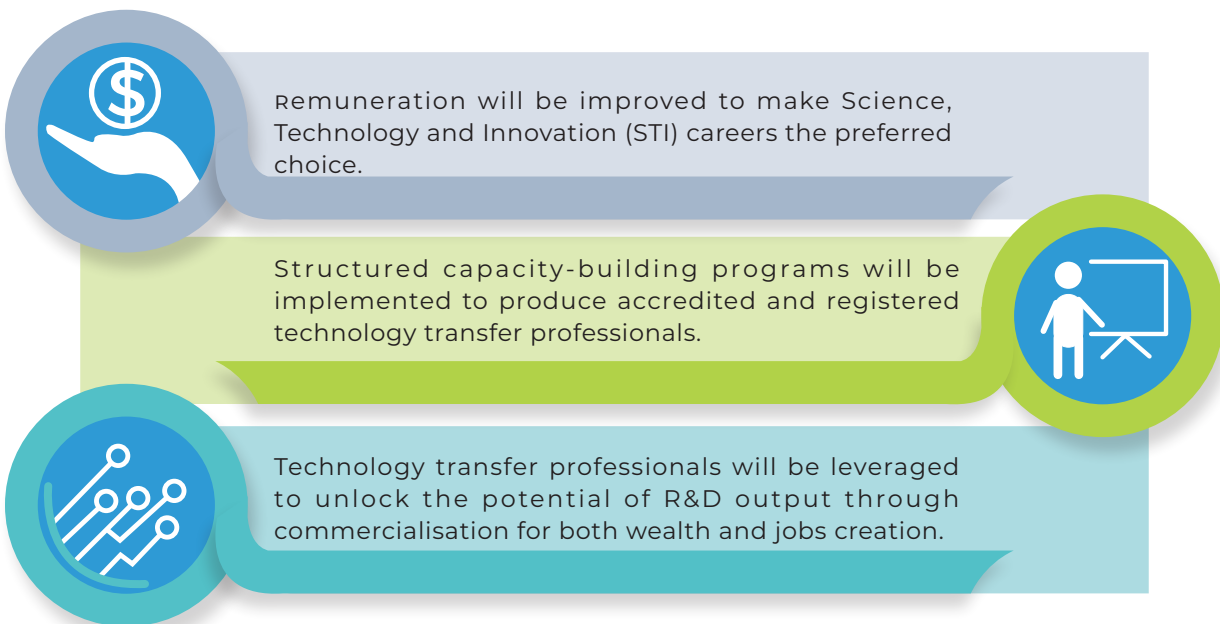 Remuneration will be improved to make Science,
Technology and Innovation (STI) careers the preferred
choice.
Structured capacity-building programs will be
implemented to produce accredited and registered
technology transfer professionals.
Technology transfer professionals will be leveraged
to unlock the potential of R&D output through
commercialisation for both wealth and jobs creation.